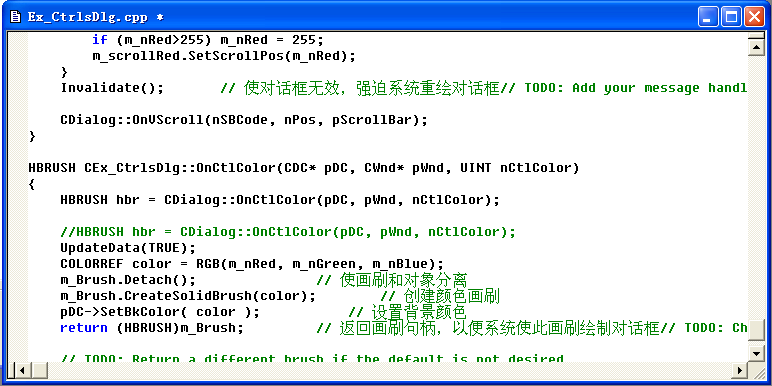 Ex_CtrlsDlg.cpp *
if (m_nRed>255) m_nRed = 255;
m_scrollRed.SetScrollPos(m_nRed);
}
Invalidate(); // 使对话框无效，强迫系统重绘对话框// TODO: Add your message handl
CDialog::OnVScroll(nSBCode, nPos, pScrollBar);
}
HBRUSH CEx_CtrlsDlg::OnCtlColor(CDC* pDC, CWnd* pWnd, UINT nCtlColor)
{
HBRUSH hbr = CDialog::OnCtlColor(pDC, pWnd, nCtlColor);
//HBRUSH hbr = CDialog::OnCtlColor(pDC, pWnd, nCtlColor);
UpdateData(TRUE);
COLORREF color = RGB(m_nRed, m_nGreen, m_nBlue);
m_Brush.Detach(); // 使画刷和对象分离
m_Brush.CreateSolidBrush(color); // 创建颜色画刷
pDC->SetBkColor( color ); // 设置背景颜色
return (HBRUSH)m_Brush; // 返回画刷句柄，以便系统使此画刷绘制对话框// TODO: Ch
// TODO: Return a different brush if the default is not desired